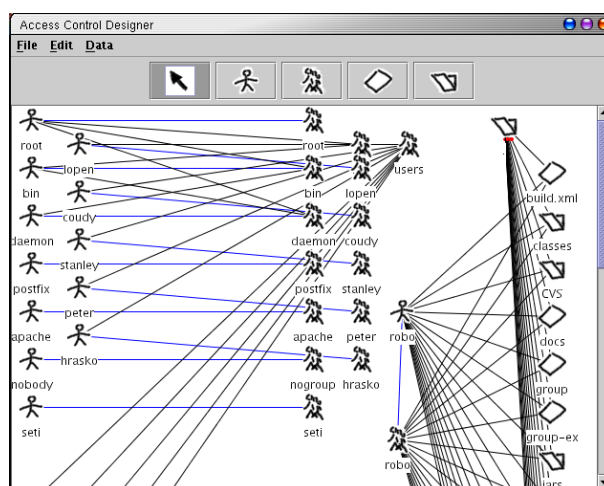 Access Control Designer
File Edit Data
root root
lopen users
bin bin lopen
build.xml
coudy
daemon daemon coudy classes
stanley
postfix postfix stanley CVS
peter
apache apache peter robo docs
hrasko
nobody nogroup hrasko group
seti seti group-ex
robo
jars